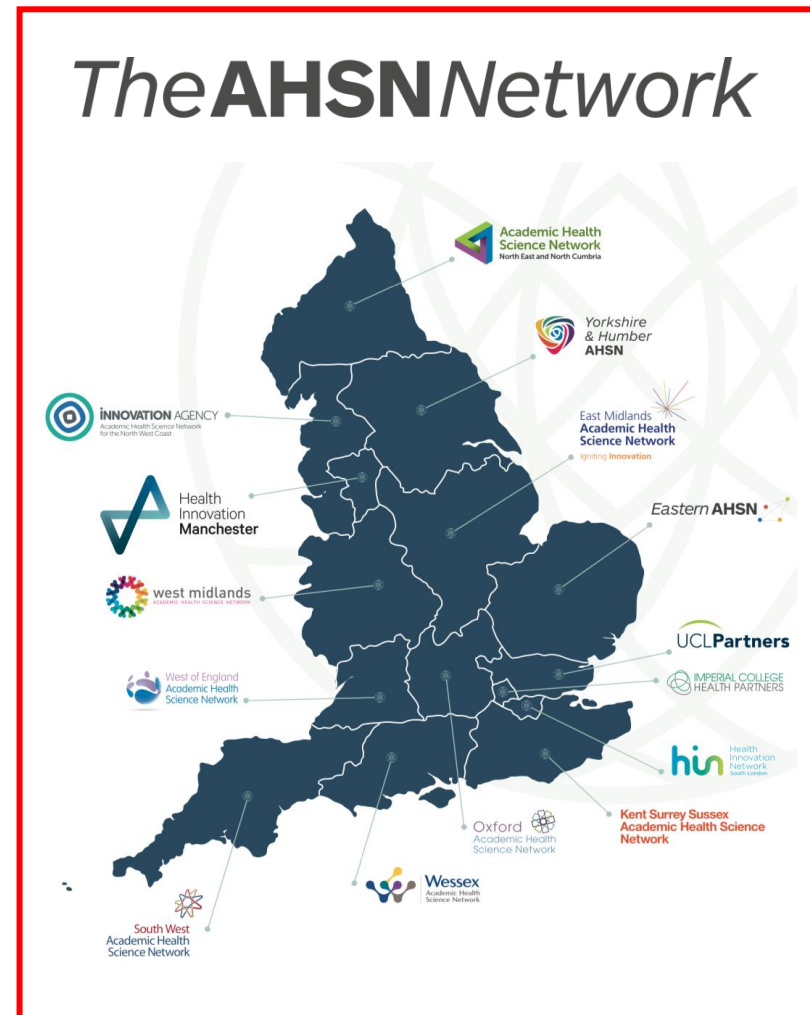 The AHSN Network
Academic Health
Science Network
North East and North Cumbria
Yorkshire
& Humber
AHSN
INNOVATION AGENCY
Academic Health Science Network
for the North West Coast
East Midlands
Academic Health
Science Network
Igniting Innovation
Health
Innovation
Manchester
Eastern AHSN
west midlands
ACADEMIC HEALTH SCIENCE NETWORK
UCLPartners
West of England
Academic Health
Science Network
IMPERIAL COLLEGE
HEALTH PARTNERS
hin
Health
Innovation
Network
South London
Kent Surrey Sussex
Academic Health Science
Network
Oxford
Academic Health
Science Network
Wessex
Academic Health
Science Network
South West
Academic Health
Science Network